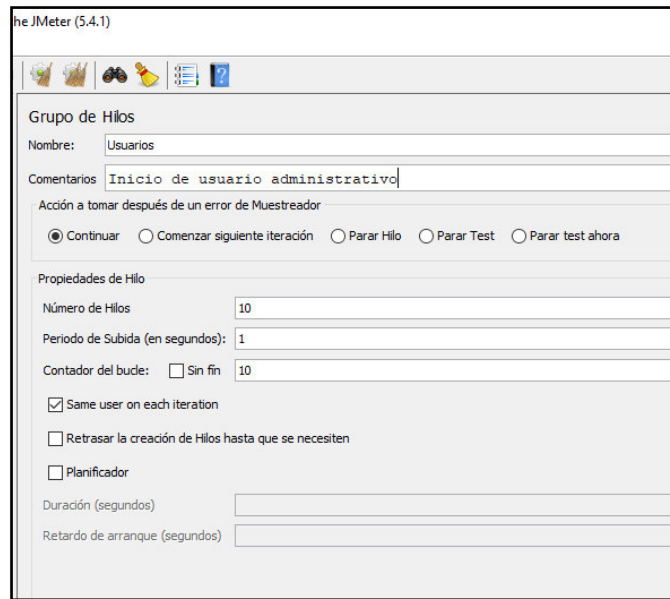 he JMeter (5.4.1)
?
Grupo de Hilos
Nombre: Usuarios
Comentarios Inicio de usuario administrativo
Acción a tomar después de un error de Muestreador
Continuar Comenzar siguiente iteración Parar Hilo Parar Test Parar test ahora
Propiedades de Hilo
Número de Hilos 10
Periodo de Subida (en segundos): 1
Contador del bucle: Sin fín 10
Same user on each iteration
Retrasar la creación de Hilos hasta que se necesiten
Planificador
Duración (segundos)
Retardo de arranque (segundos)